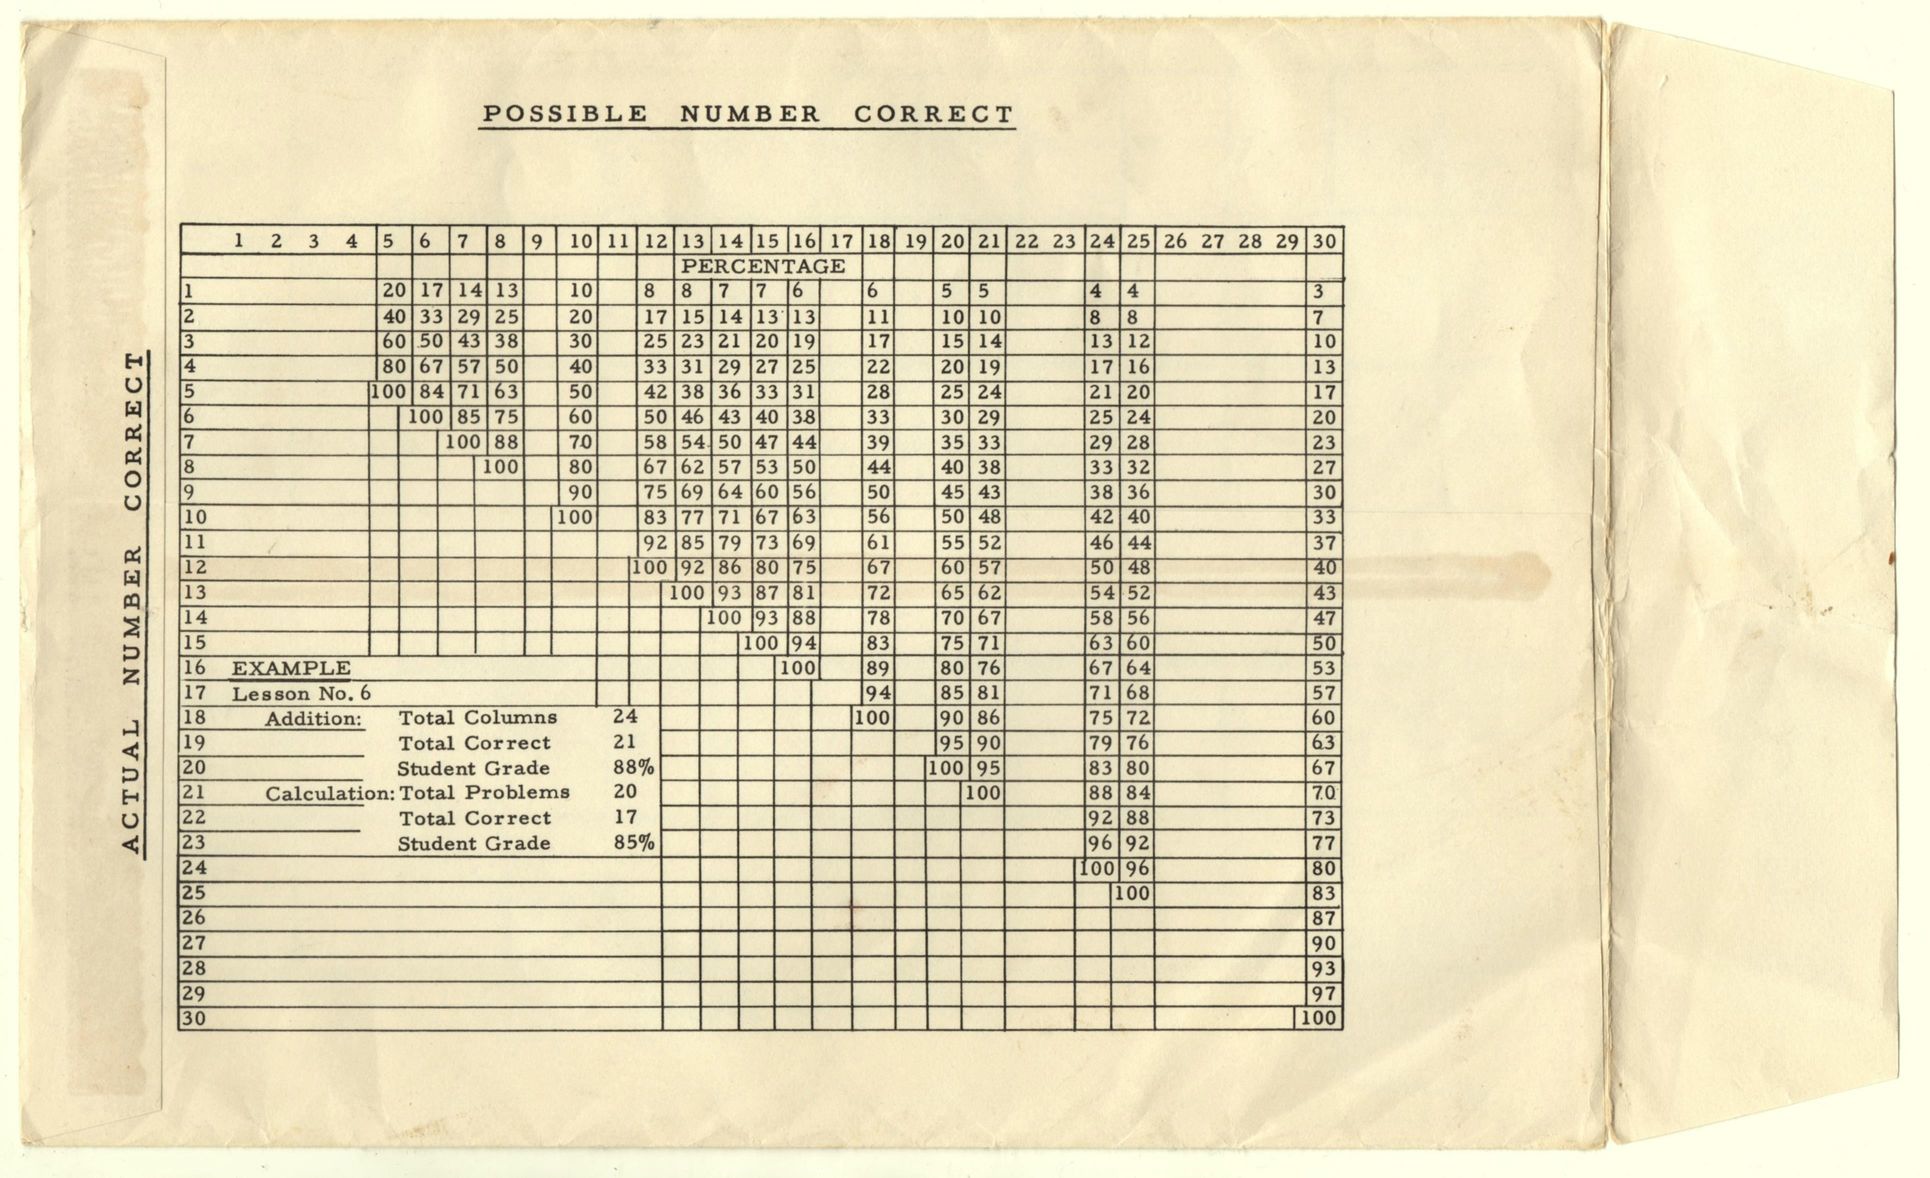 POSSIBLE NUMBER CORRECT
ACTUAL NUMBER CORRECT
1 2 3 4 5 6 7 8 9 10 11 12 13 14 15 16 17 18 19 20 21 22 23 24 25 26 27 28 29 30
PERCENTAGE
1 20 17 14 13 10 8 8 7 7 6 6 5 5 4 4 3
2 40 33 29 25 20 17 15 14 13 13 11 10 10 8 8 7
3 60 50 43 38 30 25 23 21 20 19 17 15 14 13 12 10
4 80 67 57 50 40 33 31 29 27 25 22 20 19 17 16 13
5 100 84 71 63 50 42 38 36 33 31 28 25 24 21 20 17
6 100 85 75 60 50 46 43 40 38 33 30 29 25 24 20
7 100 88 70 58 54 50 47 44 39 35 33 29 28 23
8 100 80 67 62 57 53 50 44 40 38 33 32 27
9 90 75 69 64 60 56 50 45 43 38 36 30
10 100 83 77 71 67 63 56 50 48 42 40 33
11 92 85 79 73 69 61 55 52 46 44 37
12 100 92 86 80 75 67 60 57 50 48 40
13 100 93 87 81 72 65 62 54 52 43
14 100 93 88 78 70 67 58 56 47
15 100 94 83 75 71 63 60 50
16 EXAMPLE 100 89 80 76 67 64 53
17 Lesson No. 6 94 85 81 71 68 57
18 Addition: Total Columns 24 100 90 86 75 72 60
19 Total Correct 21 95 90 79 76 63
20 Student Grade 88% 100 95 83 80 67
21 Calculation: Total Problems 20 100 88 84 70
22 Total Correct 17 92 88 73
23 Student Grade 85% 96 92 77
24 100 96 80
25 100 83
26 87
27 90
28 93
29 97
30 100